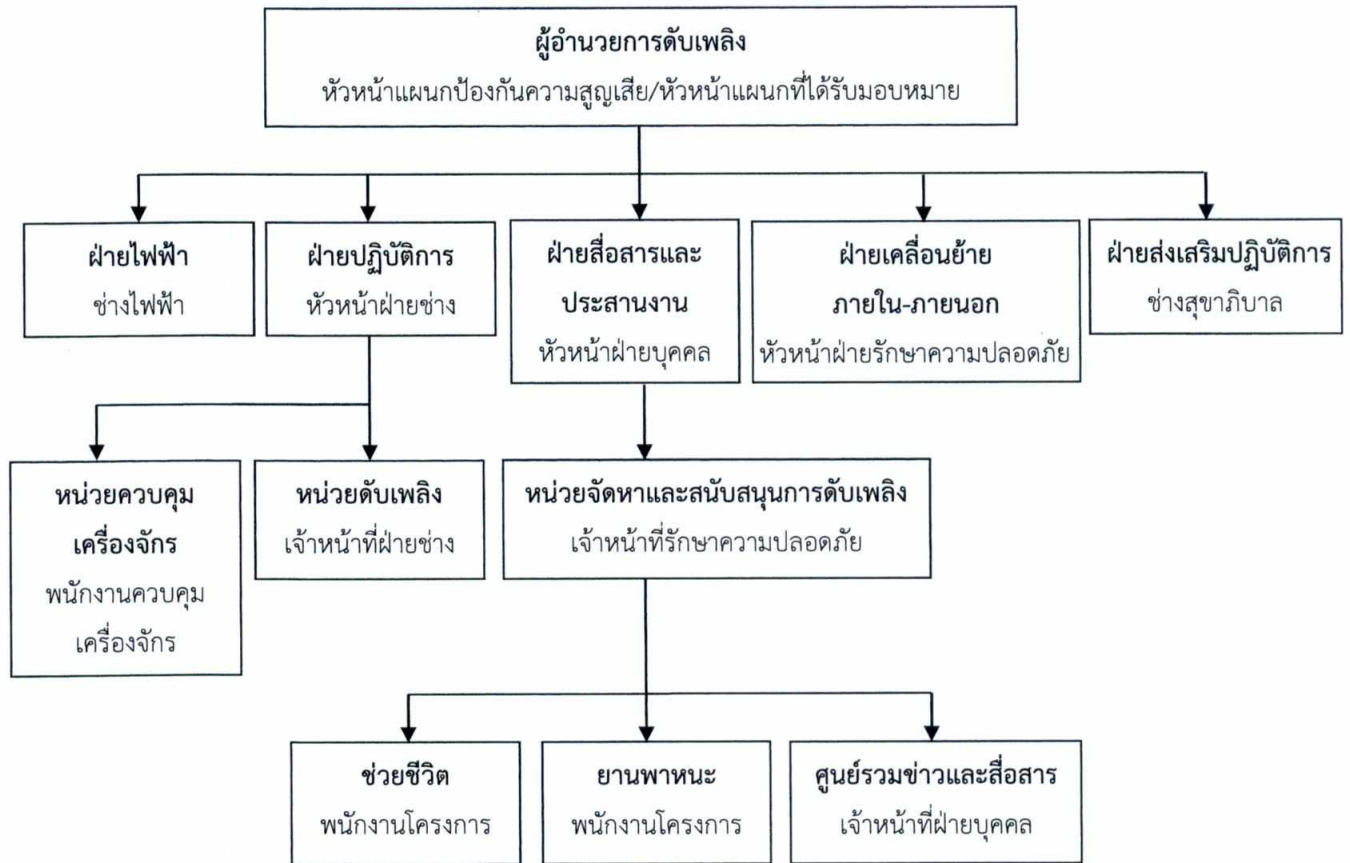 ผู้อำนวยการดับเพลิง
หัวหน้าแผนกป้องกันความสูญเสีย/หัวหน้าแผนกที่ได้รับมอบหมาย
ฝ่ายไฟฟ้า
ช่างไฟฟ้า
ฝ่ายปฏิบัติการ
หัวหน้าฝ่ายช่าง
ฝ่ายสื่อสารและ
ประสานงาน
หัวหน้าฝ่ายบุคคล
ฝ่ายเคลื่อนย้าย
ภายใน-ภายนอก
หัวหน้าฝ่ายรักษาความปลอดภัย
ฝ่ายส่งเสริมปฏิบัติการ
ช่างสุขาภิบาล
หน่วยควบคุม
เครื่องจักร
พนักงานควบคุม
เครื่องจักร
หน่วยดับเพลิง
เจ้าหน้าที่ฝ่ายช่าง
หน่วยจัดหาและสนับสนุนการดับเพลิง
เจ้าหน้าที่รักษาความปลอดภัย
ช่วยชีวิต
พนักงานโครงการ
ยานพาหนะ
พนักงานโครงการ
ศูนย์รวมข่าวและสื่อสาร
เจ้าหน้าที่ฝ่ายบุคคล